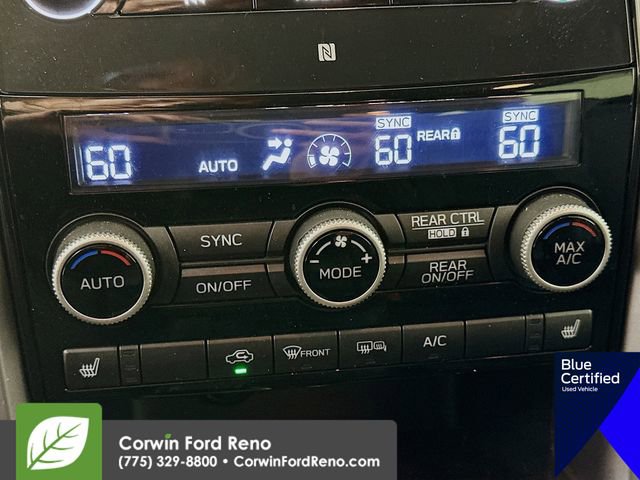 N
60 AUTO SYNC 60 REAR SYNC 60
AUTO
SYNC
ON/OFF
- MODE +
REAR CTRL
HOLD
REAR
ON/OFF
MAX
A/C
FRONT
A/C
Blue
Certified
Used Vehicle
Corwin Ford Reno
(775) 329-8800 • CorwinFordReno.com